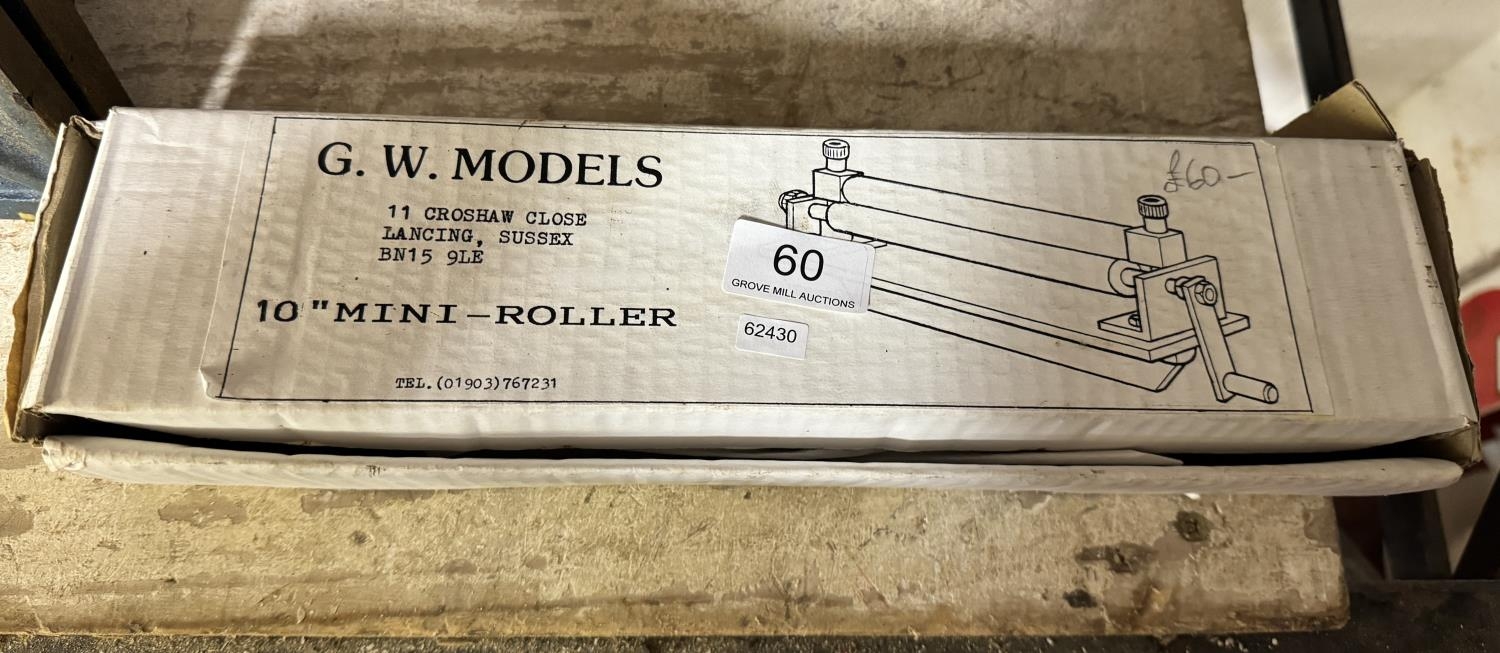 G. W. MODELS
11 CROSHAW CLOSE
LANCING, SUSSEX
BN15 9LE
10 "MINI-ROLLER
TEL.(01903)767231
60
GROVE MILL AUCTIONS
62430
£60-